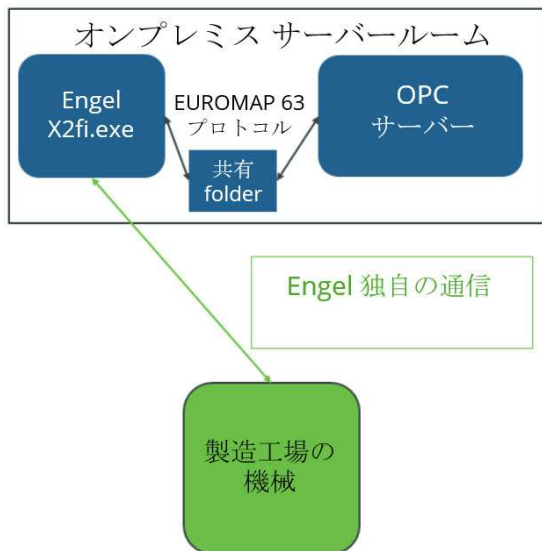 オンプレミス サーバールーム
Engel
X2fi.exe
EUROMAP 63
プロトコル
OPC
サーバー
共有
folder
Engel 独自の通信
製造工場の
機械